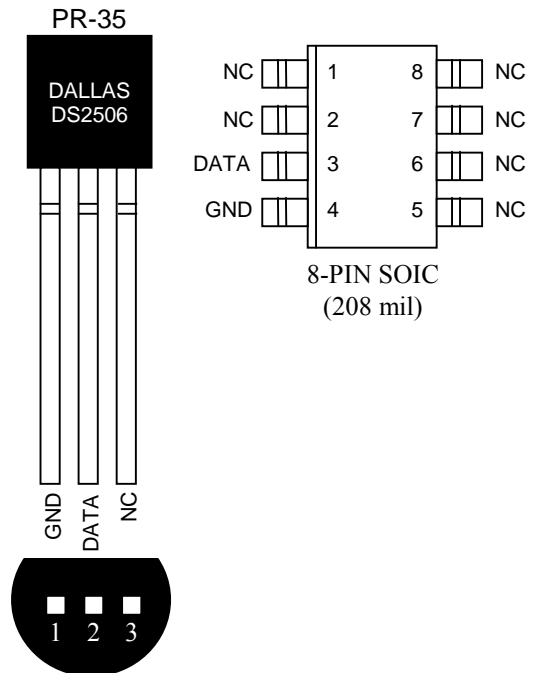 PR-35
DALLAS
DS2506
GND
DATA
NC
1 2 3
NC 1 8 NC
NC 2 7 NC
DATA 3 6 NC
GND 4 5 NC
8-PIN SOIC
(208 mil)